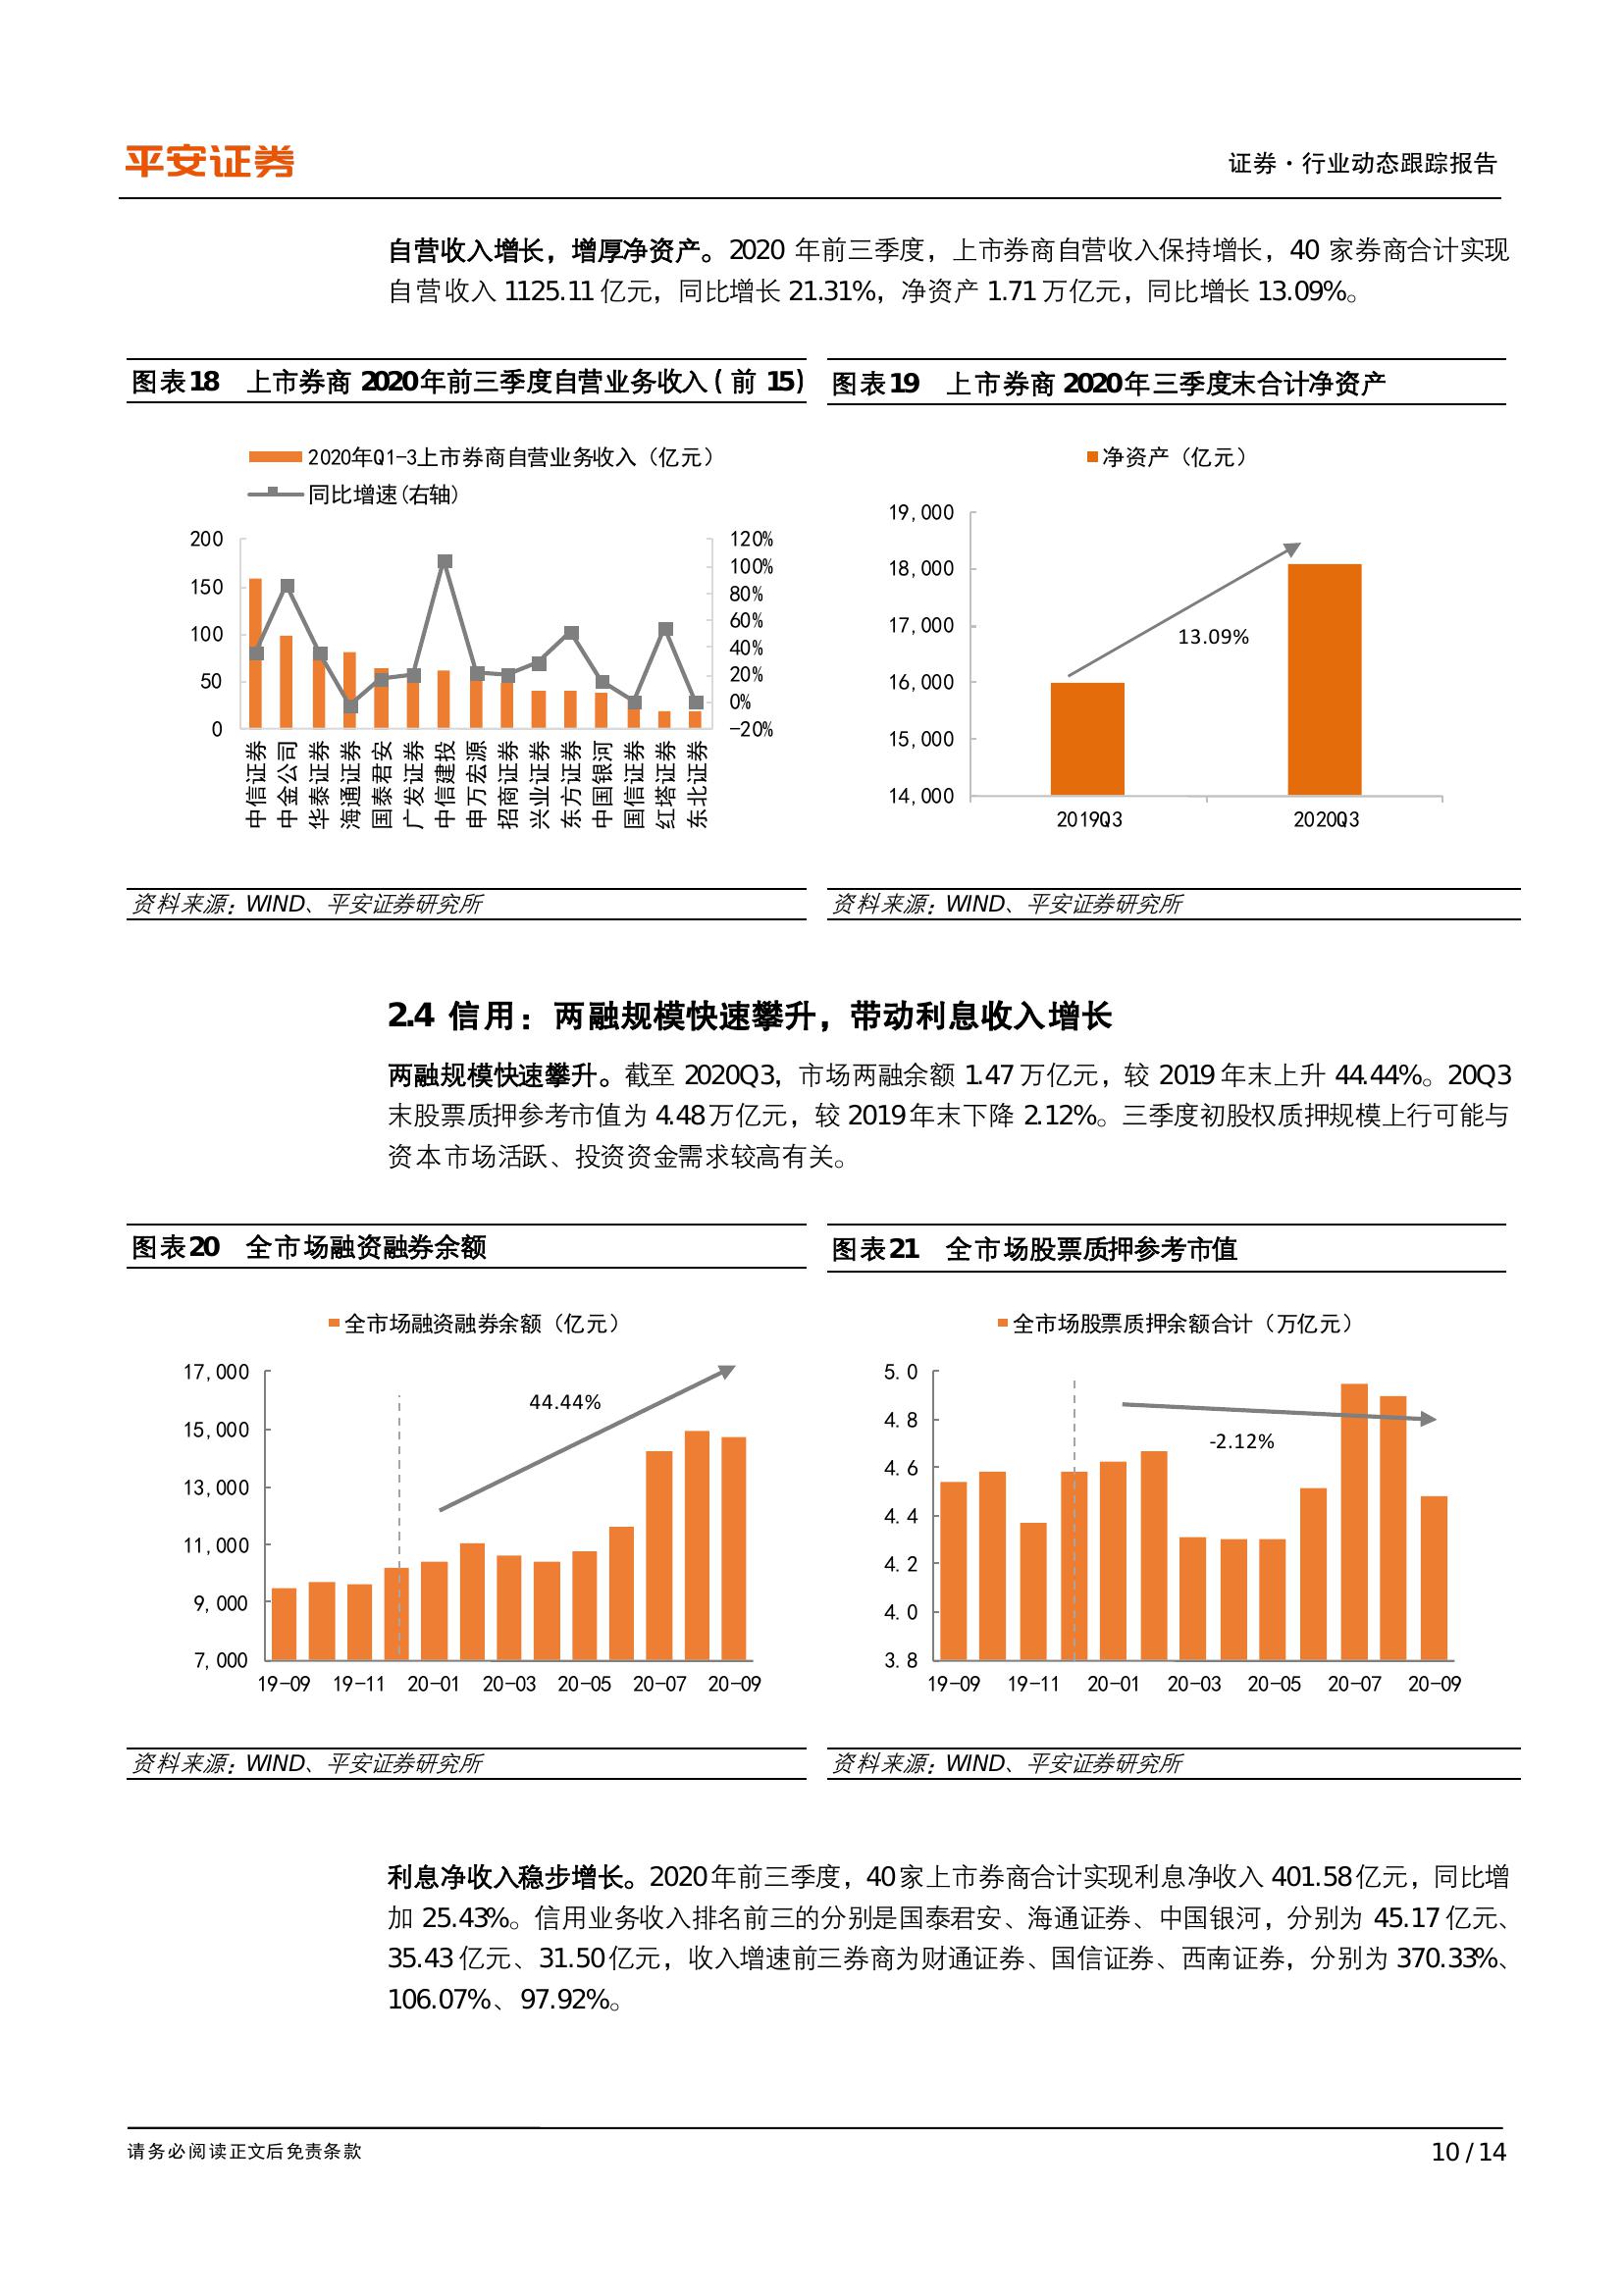 平安证券
证券·行业动态跟踪报告
自营收入增长，增厚净资产。2020 年前三季度，上市券商自营收入保持增长，40 家券商合计实现
自营收入 1125.11 亿元，同比增长 21.31%，净资产 1.71 万亿元，同比增长 13.09%。
图表18 上市券商 2020年前三季度自营业务收入（前 15）
2020年Q1-3上市券商自营业务收入（亿元）
同比增速(右轴)
200
150
100
50
0
120%
100%
80%
60%
40%
20%
0%
-20%
中信证券
中金公司
华泰证券
海通证券
国泰君安
广发证券
中信建投
申万宏源
招商证券
兴业证券
东方证券
中国银河
国信证券
红塔证券
东北证券
资料来源：WIND、平安证券研究所
图表19 上市券商 2020年三季度末合计净资产
净资产（亿元）
19,000
18,000
17,000
16,000
15,000
14,000
13.09%
2019Q3 2020Q3
资料来源：WIND、平安证券研究所
2.4 信用：两融规模快速攀升，带动利息收入增长
两融规模快速攀升。截至 2020Q3，市场两融余额 1.47 万亿元，较 2019 年末上升 44.44%。20Q3
末股票质押参考市值为 4.48 万亿元，较 2019 年末下降 2.12%。三季度初股权质押规模上行可能与
资本市场活跃、投资资金需求较高有关。
图表20 全市场融资融券余额
全市场融资融券余额（亿元）
17,000
15,000
13,000
11,000
9,000
7,000
44.44%
19-09 19-11 20-01 20-03 20-05 20-07 20-09
资料来源：WIND、平安证券研究所
图表21 全市场股票质押参考市值
全市场股票质押余额合计（万亿元）
5.0
4.8
4.6
4.4
4.2
4.0
3.8
-2.12%
19-09 19-11 20-01 20-03 20-05 20-07 20-09
资料来源：WIND、平安证券研究所
利息净收入稳步增长。2020 年前三季度，40 家上市券商合计实现利息净收入 401.58 亿元，同比增
加 25.43%。信用业务收入排名前三的分别是国泰君安、海通证券、中国银河，分别为 45.17 亿元、
35.43 亿元、31.50 亿元，收入增速前三券商为财通证券、国信证券、西南证券，分别为 370.33%、
106.07%、97.92%。
请务必阅读正文后免责条款
10 / 14